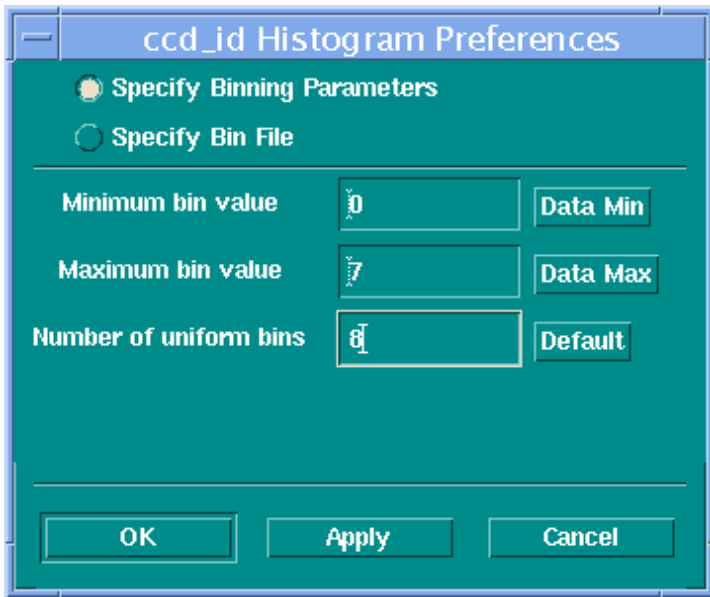 ccd_id Histogram Preferences
Specify Binning Parameters
Specify Bin File
Minimum bin value 0 Data Min
Maximum bin value 7 Data Max
Number of uniform bins 8 Default
OK Apply Cancel